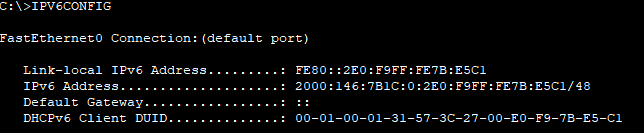 C:\>IPV6CONFIG
FastEthernet0 Connection:(default port)
Link-local IPv6 Address.........: FE80::2E0:F9FF:FE7B:E5C1
IPv6 Address....................: 2000:146:7B1C:0:2E0:F9FF:FE7B:E5C1/48
Default Gateway.................: ::
DHCPv6 Client DUID..............: 00-01-00-01-31-57-3C-27-00-E0-F9-7B-E5-C1